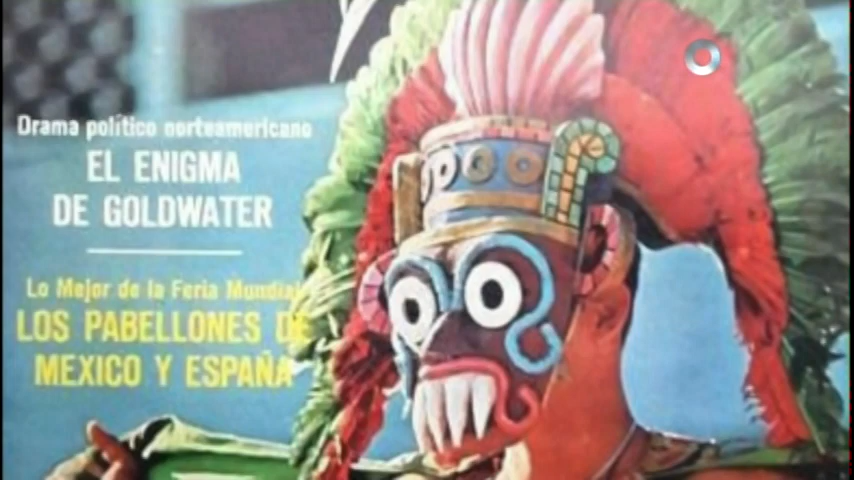 Drama político norteamericano
EL ENIGMA
DE GOLDWATER
Lo Mejor de la Feria Mundial
LOS PABELLONES DE
MEXICO Y ESPAÑA